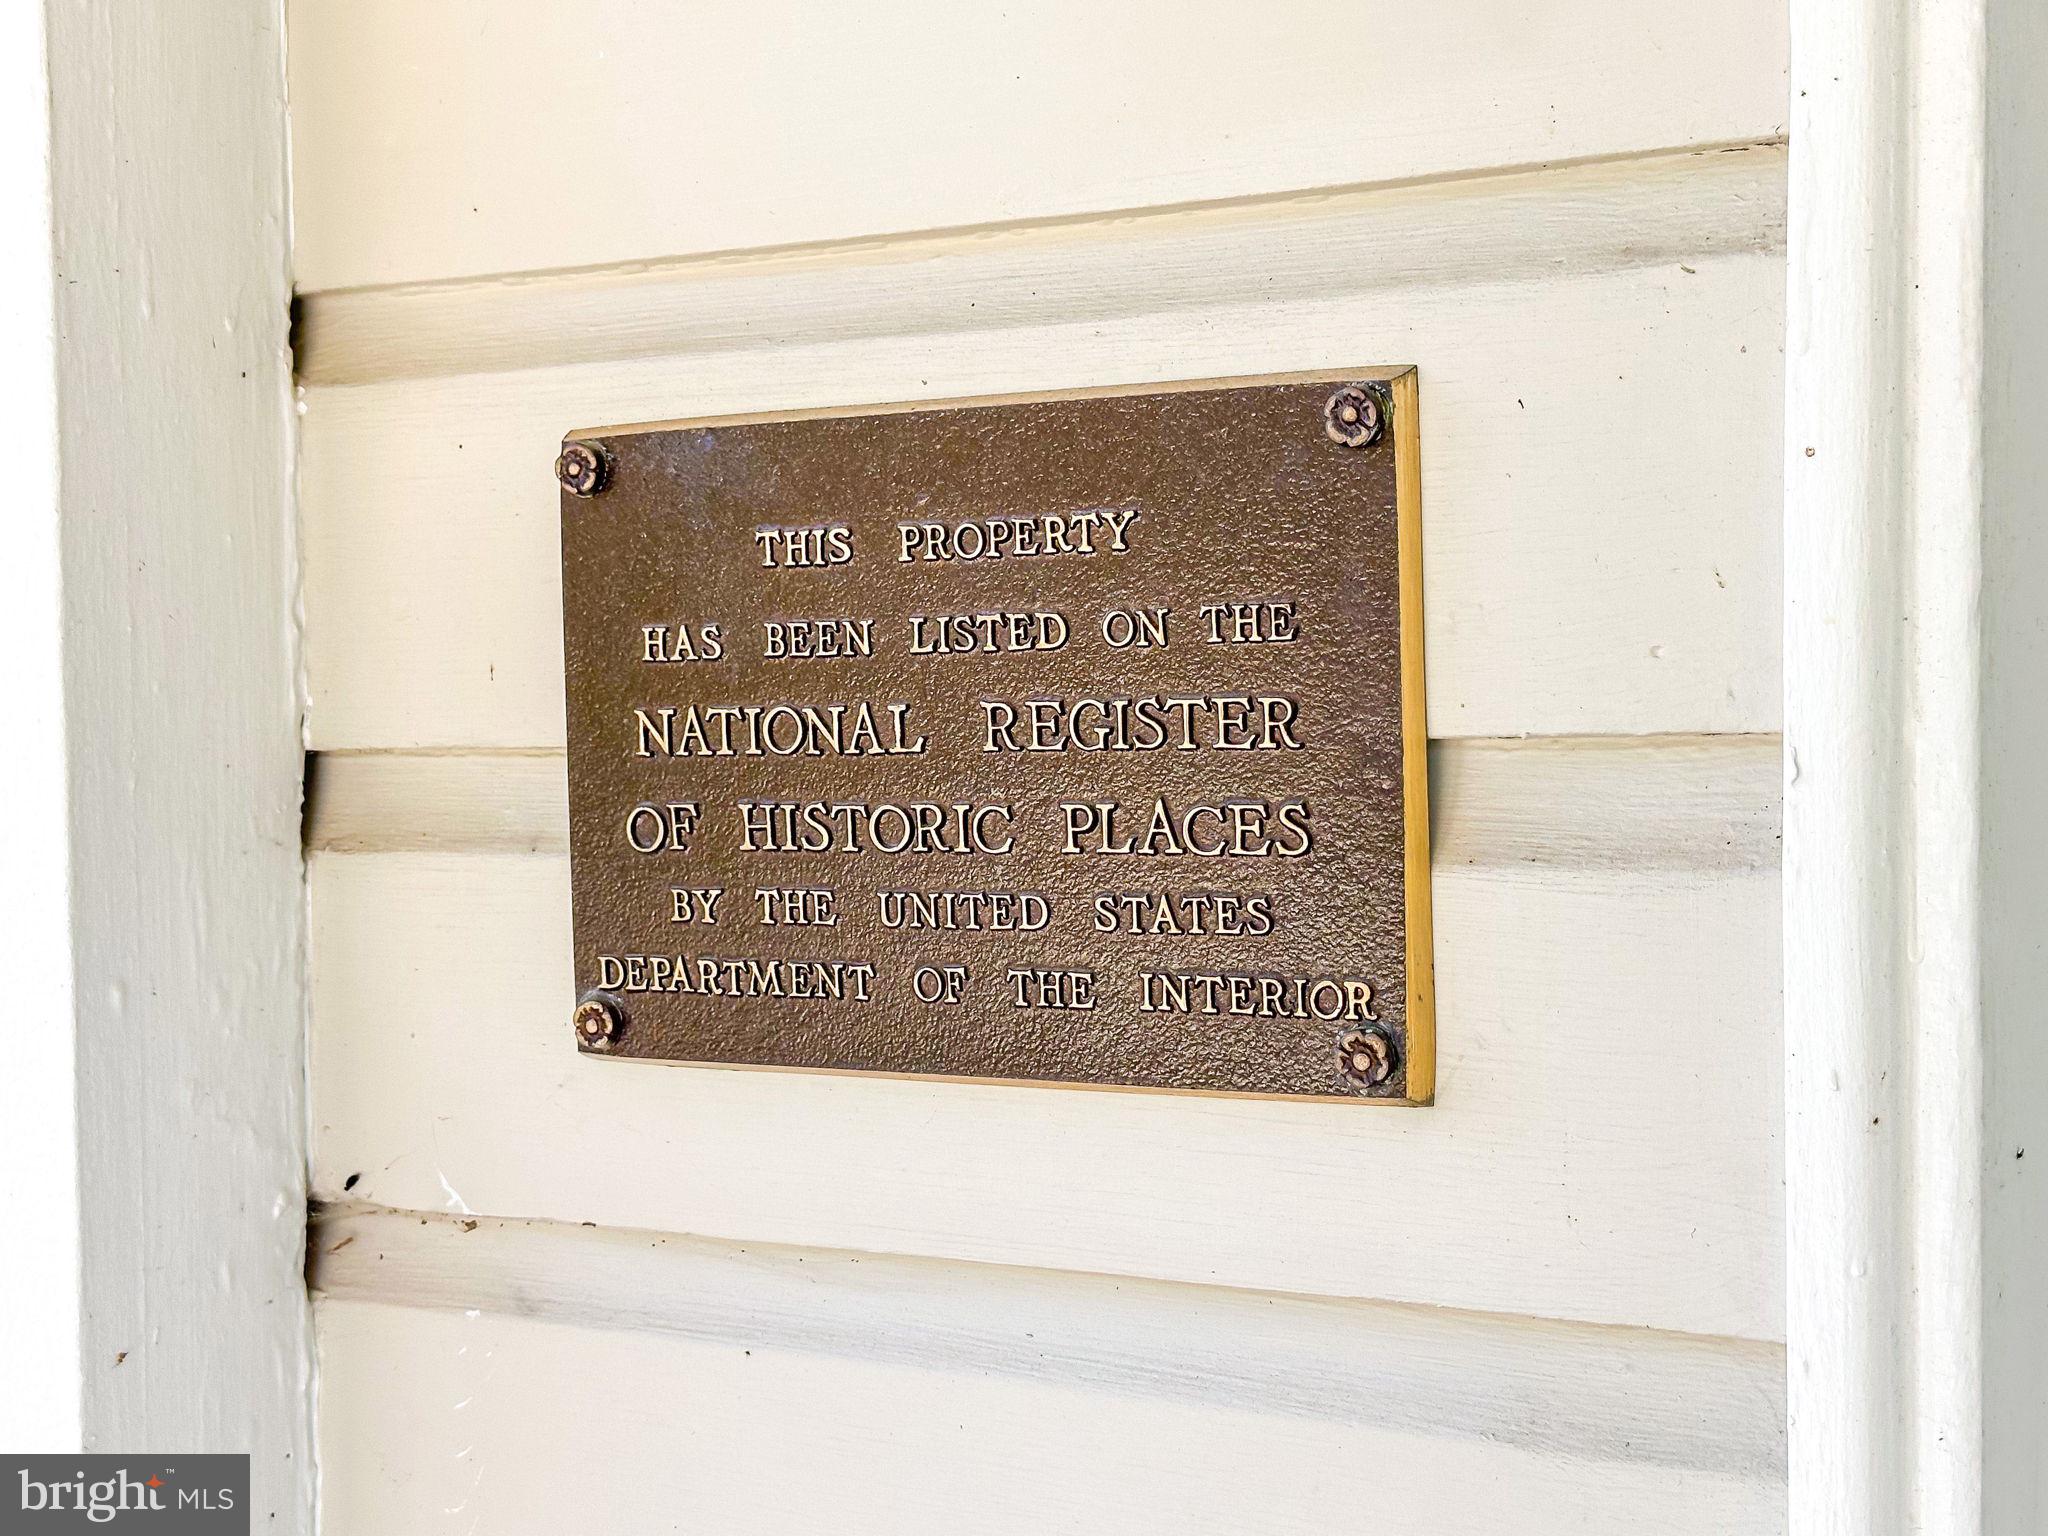 THIS PROPERTY
HAS BEEN LISTED ON THE
NATIONAL REGISTER
OF HISTORIC PLACES
BY THE UNITED STATES
DEPARTMENT OF THE INTERIOR
bright™ MLS